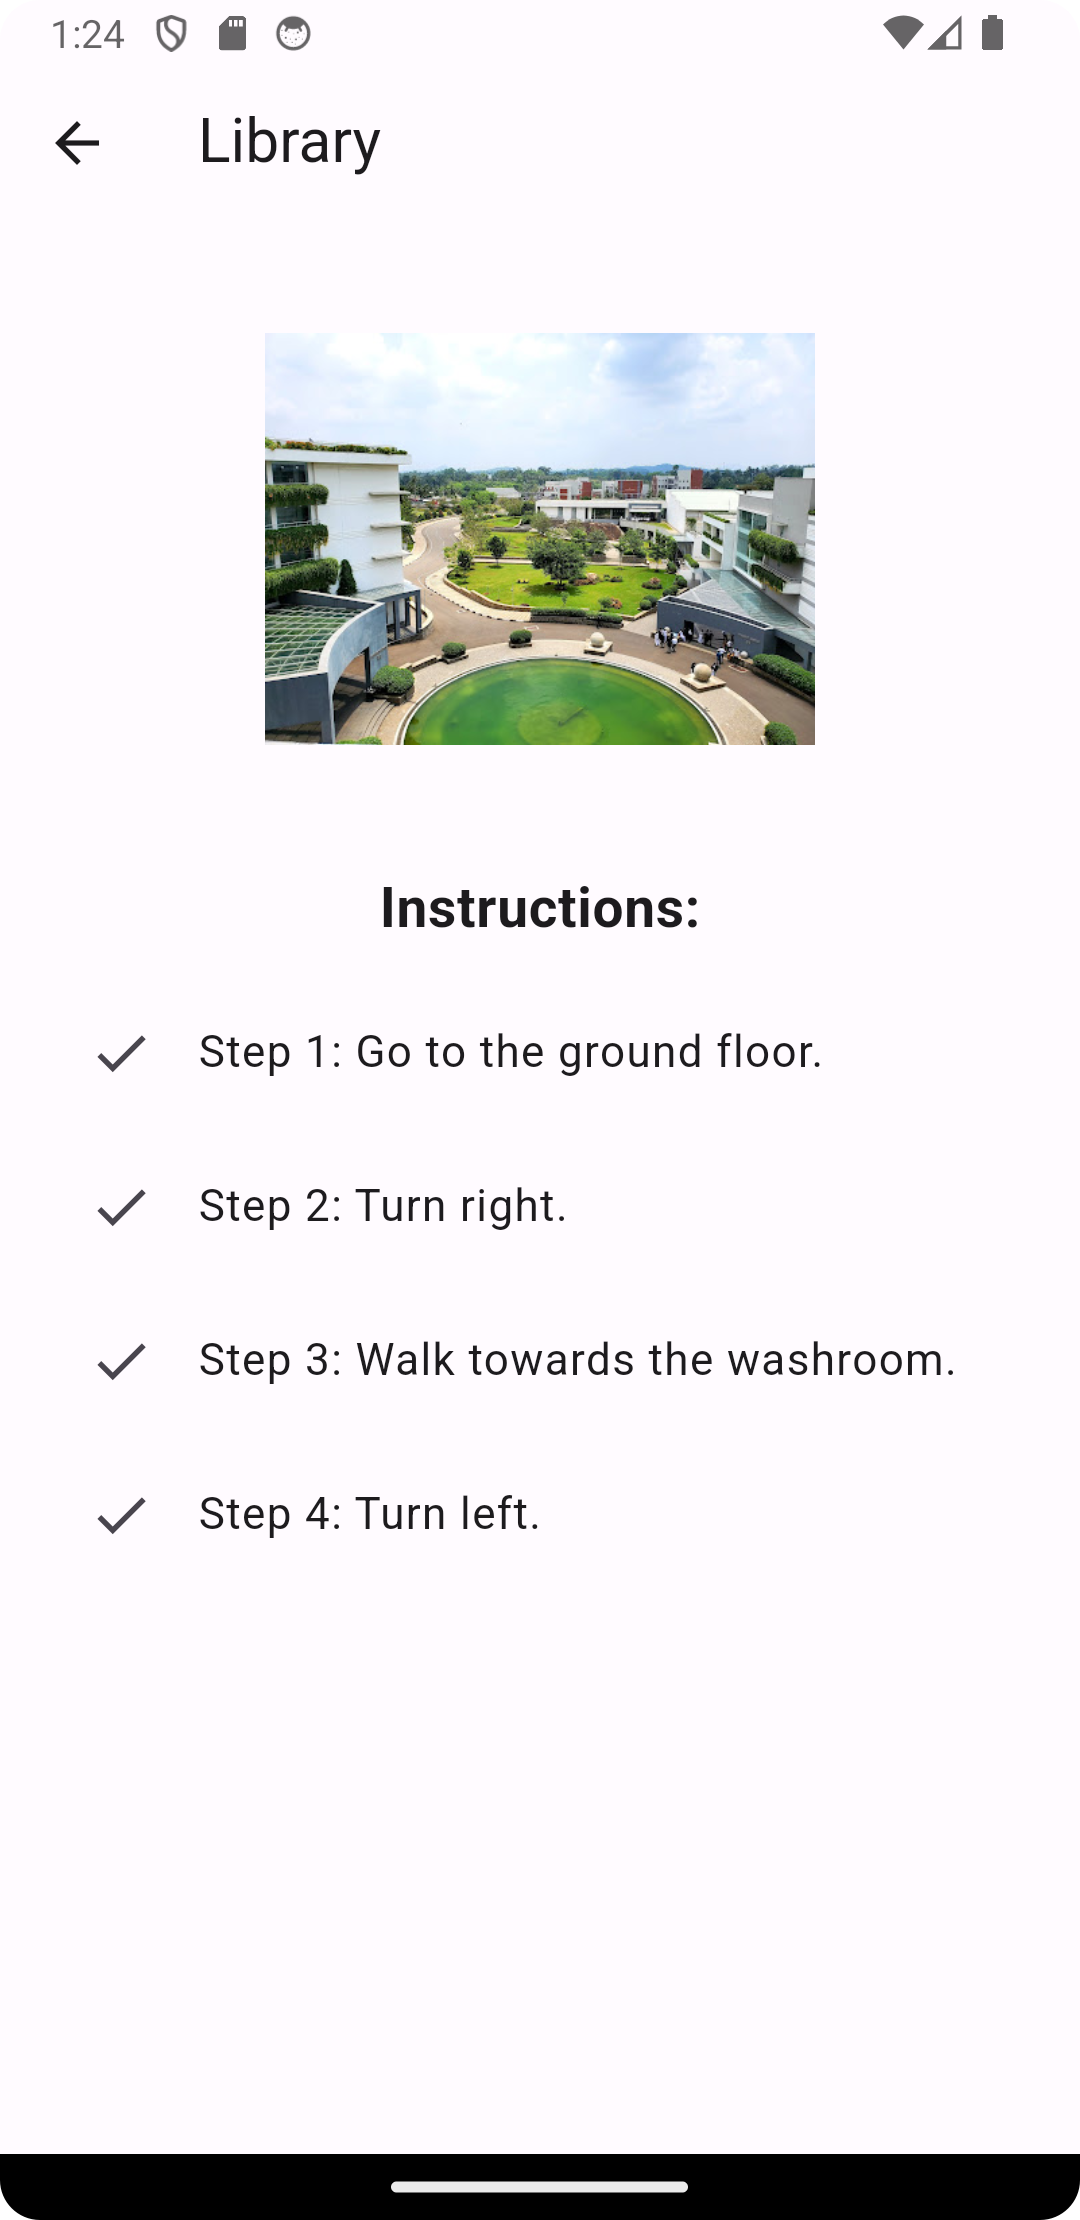 1:24
Library
Instructions:
Step 1: Go to the ground floor.
Step 2: Turn right.
Step 3: Walk towards the washroom.
Step 4: Turn left.